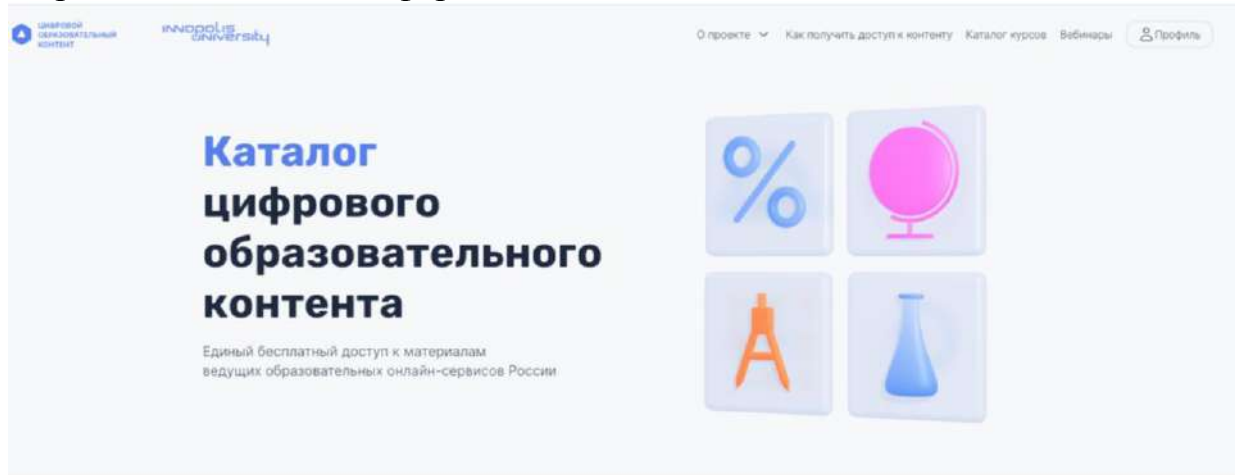 ЦИФРОВОЙ
ОБРАЗОВАТЕЛЬНЫЙ
КОНТЕНТ
INNOPOLIS
UNIVERSITY
О проекте Как получить доступ к контенту Каталог курсов Вебинары Профиль
Каталог
цифрового
образовательного
контента
Единый бесплатный доступ к материалам
ведущих образовательных онлайн-сервисов России